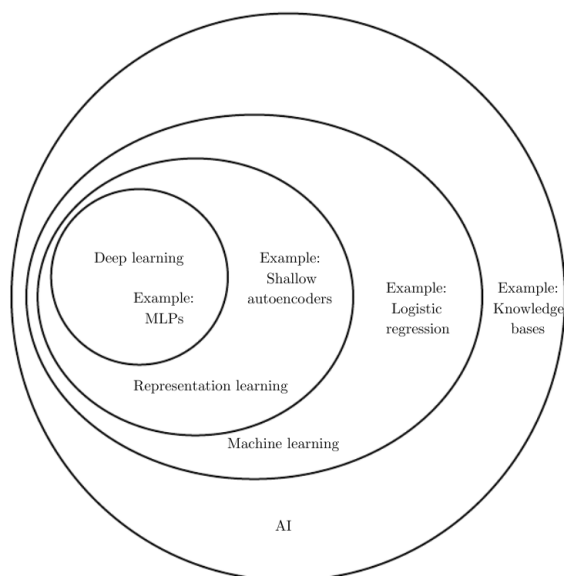 Deep learning
Example:
MLPs
Example:
Shallow
autoencoders
Example:
Logistic
regression
Example:
Knowledge
bases
Representation learning
Machine learning
AI